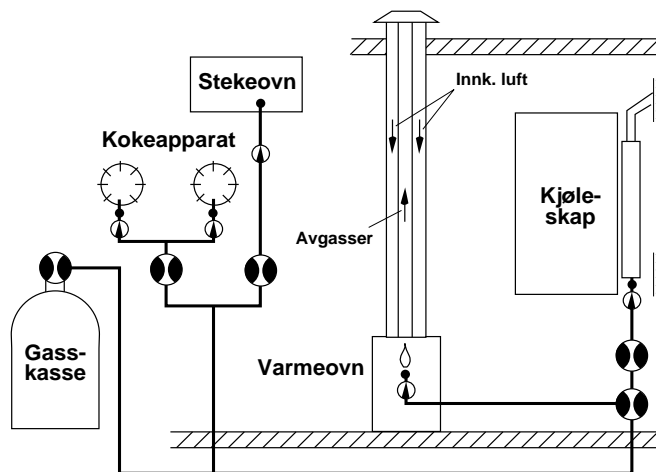 Stekeovn
Kokeapparat
Innk. luft
Avgasser
Kjøle-
skap
Gass-
kasse
Varmeovn